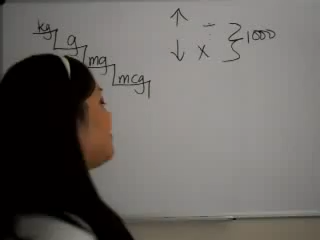 kg
g
mg
mcg
↑ ÷
↓ x
} 1000